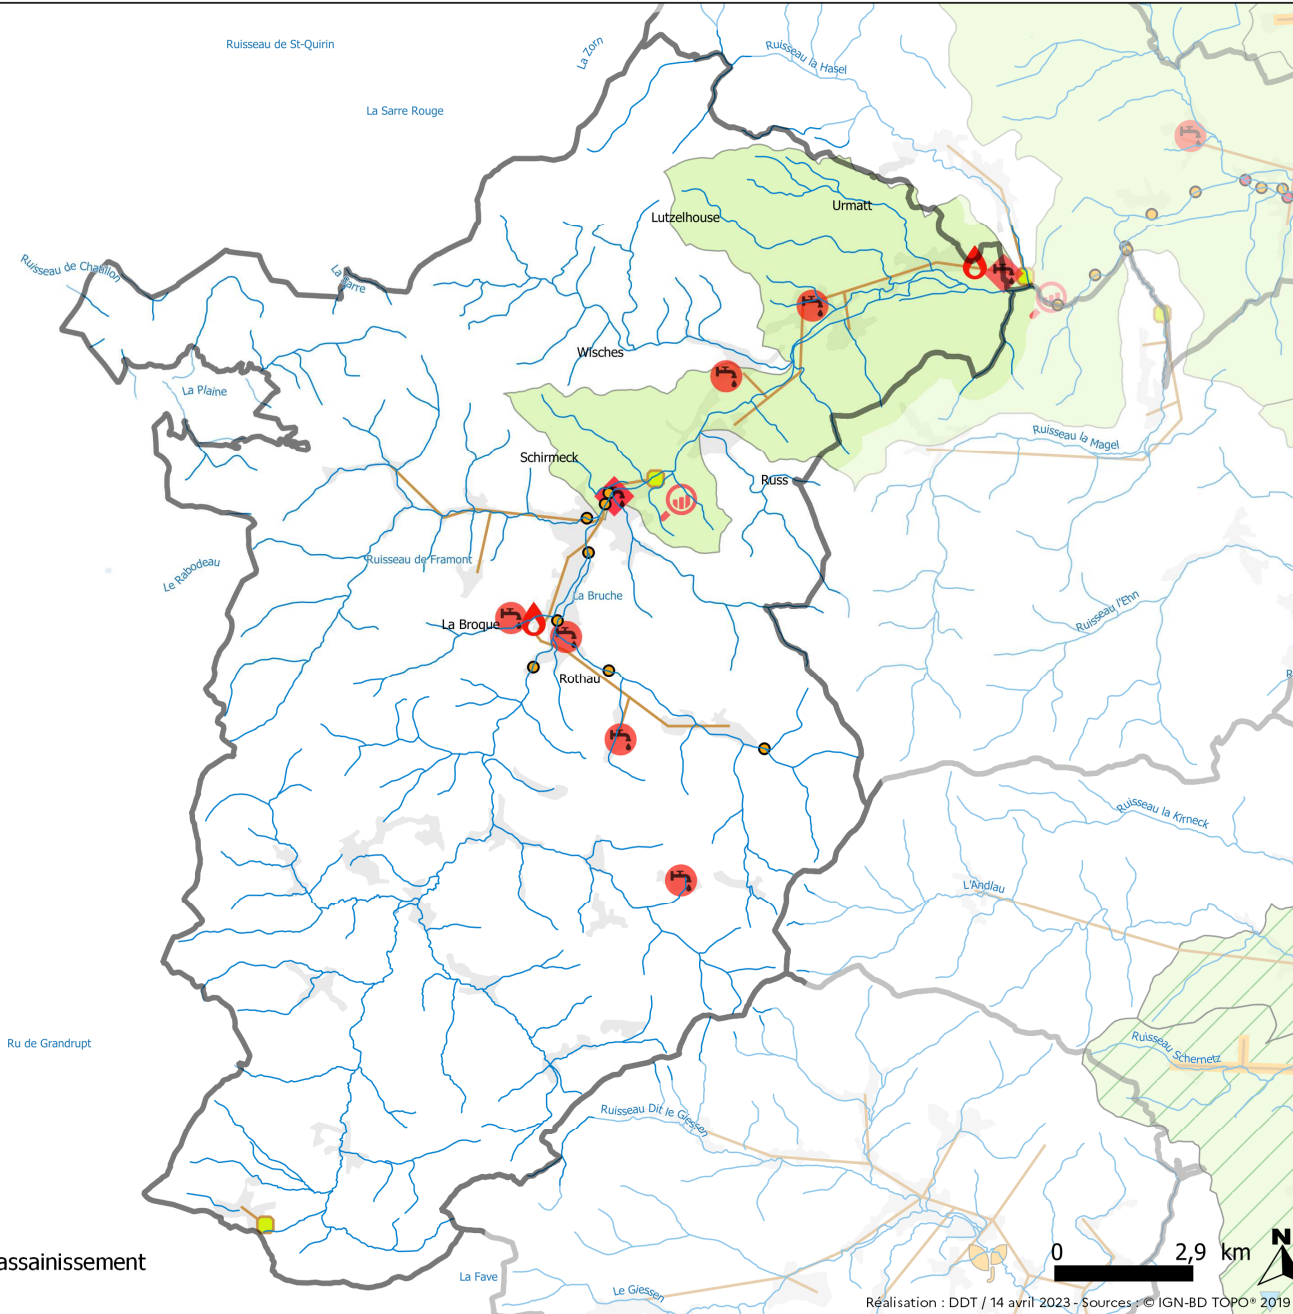 Ruisseau de St-Quirin
La Zorn
Ruisseau la Hasel
La Sarre Rouge
Urmatt
Lutzelhouse
Ruisseau de Chatillon
La Sarre
Wisches
La Plaine
Ruisseau la Magel
Schirmeck
Russ
Ruisseau de Framont
Le Rabodeau
La Bruche
Ruisseau l'Ehn
La Broque
Rothau
R
Ruisseau la Kirneck
L'Andlau
Ru de Grandrupt
Ruisseau Schernetz
Ruisseau Dit le Giessen
N
0 2,9 km
assainissement
La Fave
Le Giessen
Réalisation : DDT / 14 avril 2023 - Sources : © IGN-BD TOPO® 2019